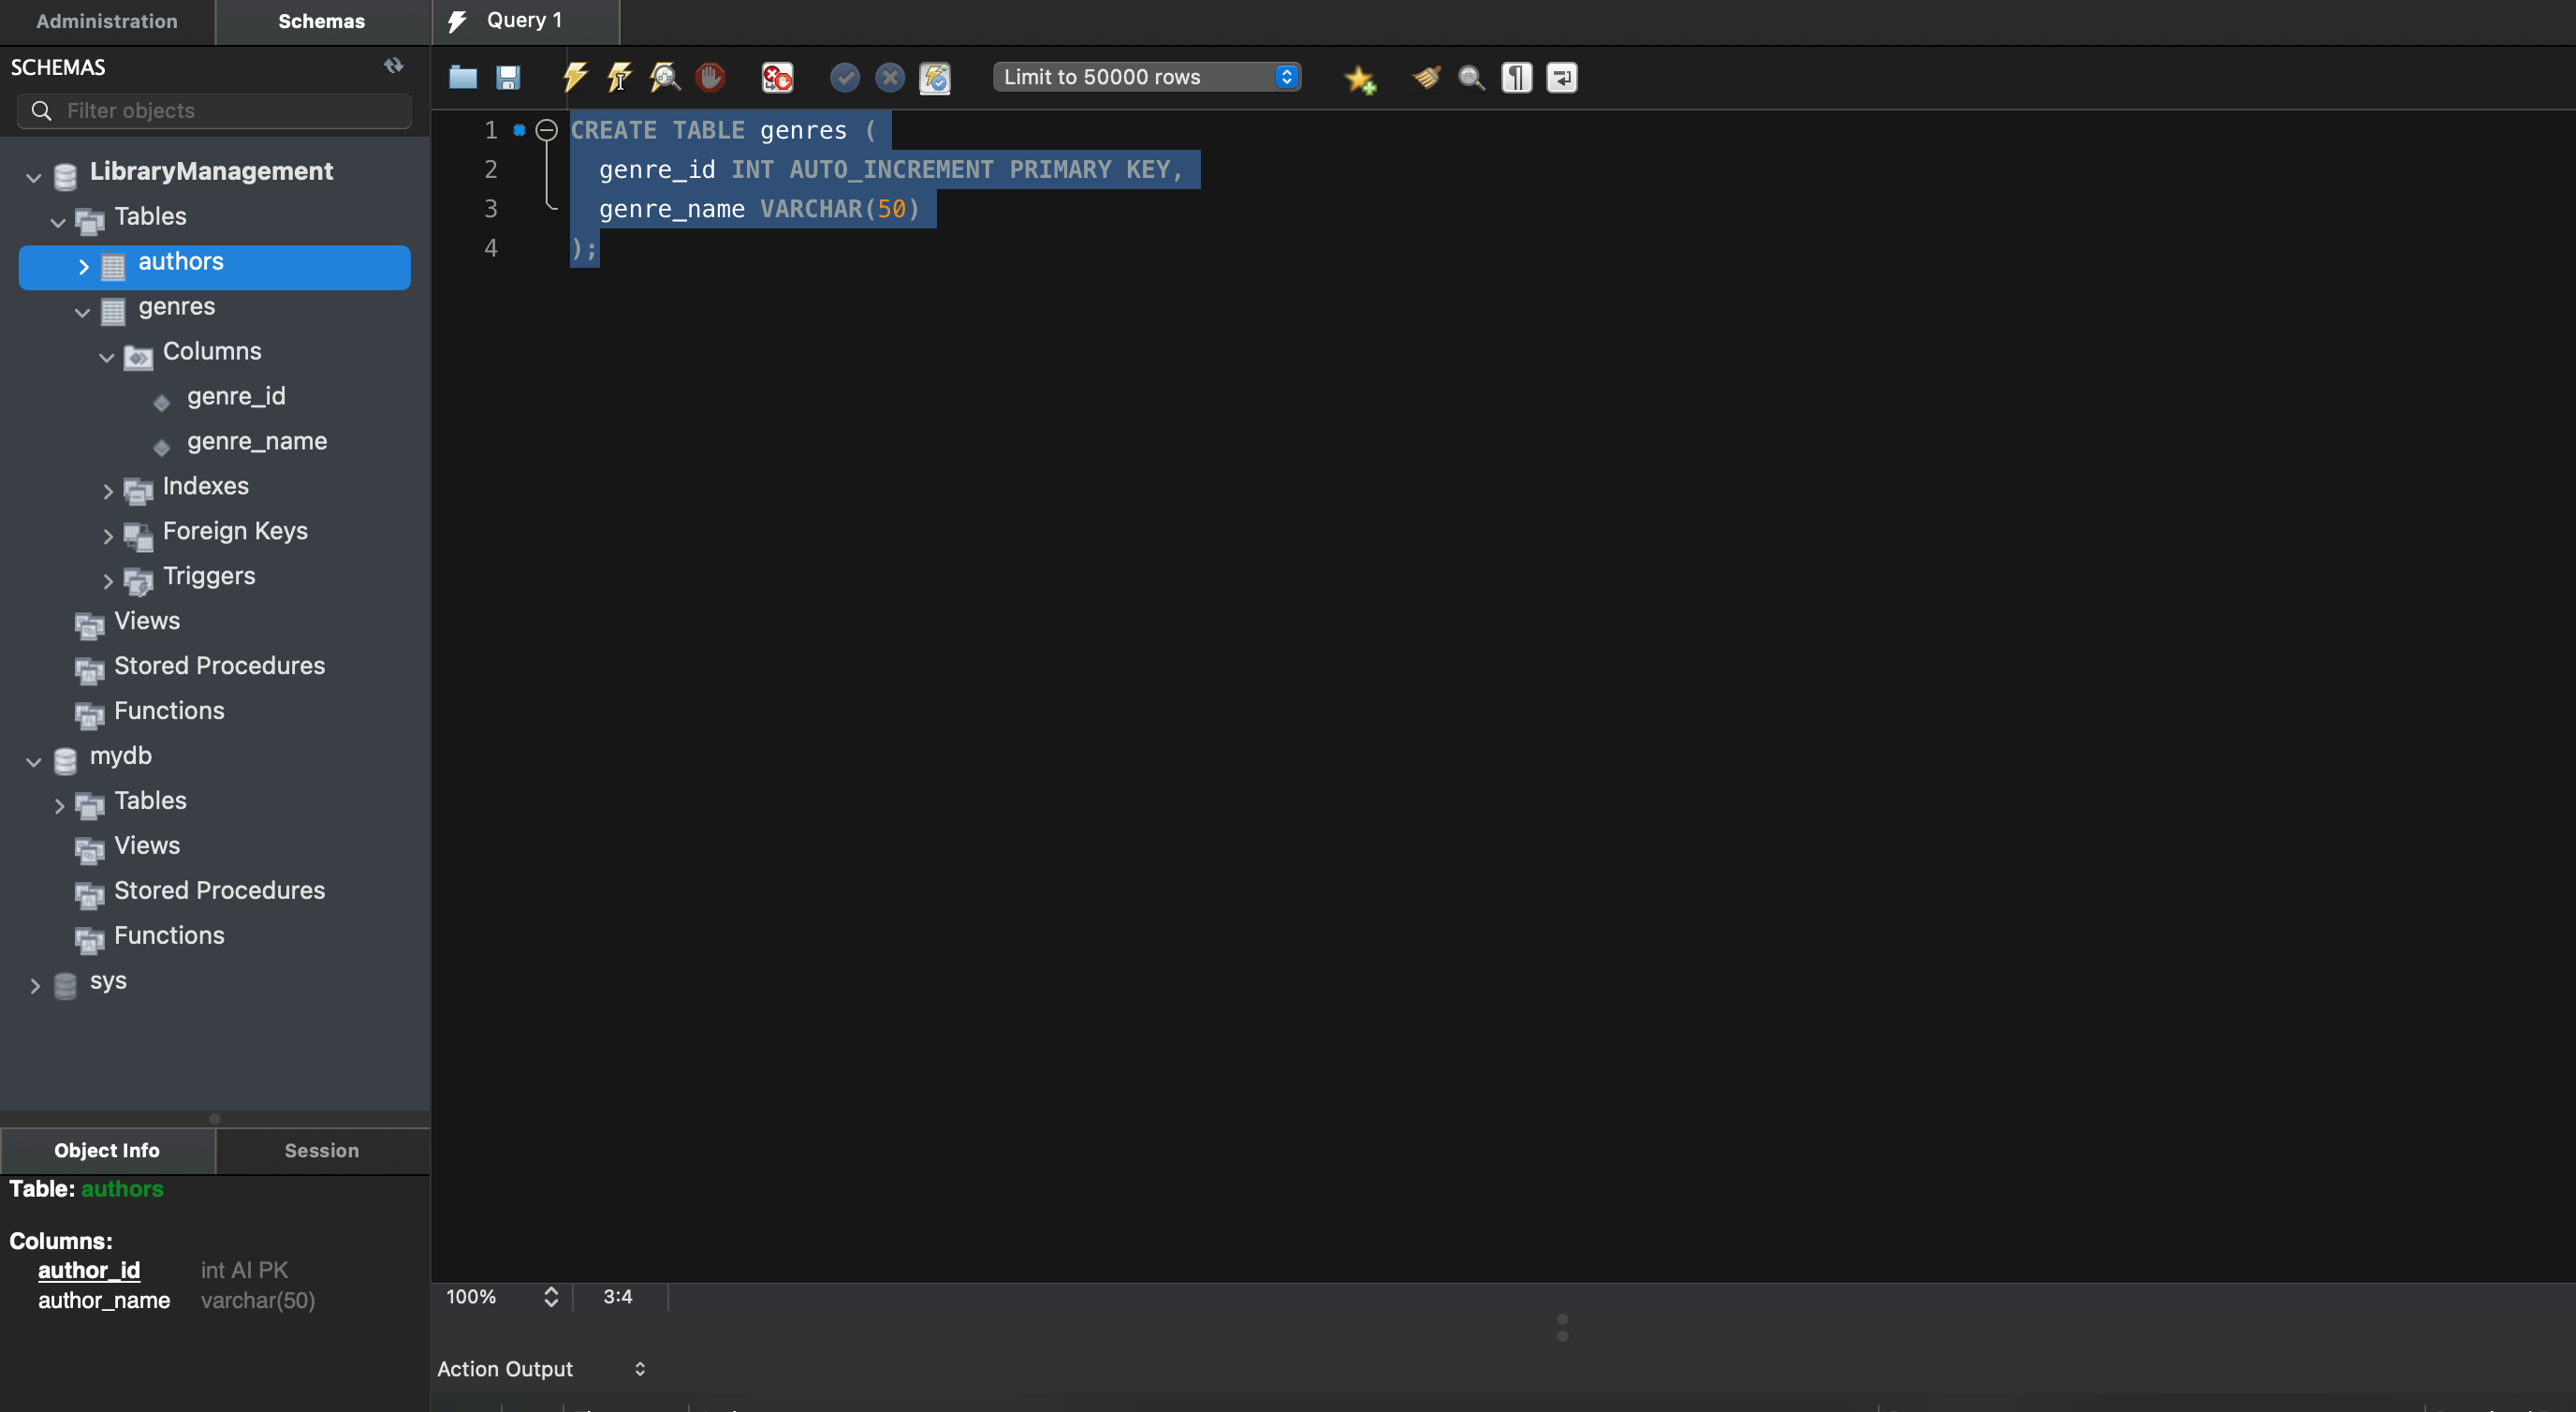 Administration
Schemas
Query 1
SCHEMAS
Filter objects
Limit to 50000 rows
LibraryManagement
Tables
authors
genres
Columns
genre_id
genre_name
Indexes
Foreign Keys
Triggers
Views
Stored Procedures
Functions
mydb
Tables
Views
Stored Procedures
Functions
sys
1 CREATE TABLE genres (
2 genre_id INT AUTO_INCREMENT PRIMARY KEY,
3 genre_name VARCHAR(50)
4 );
Object Info
Session
Table: authors
Columns:
author_id int AI PK
author_name varchar(50)
100% 3:4
Action Output